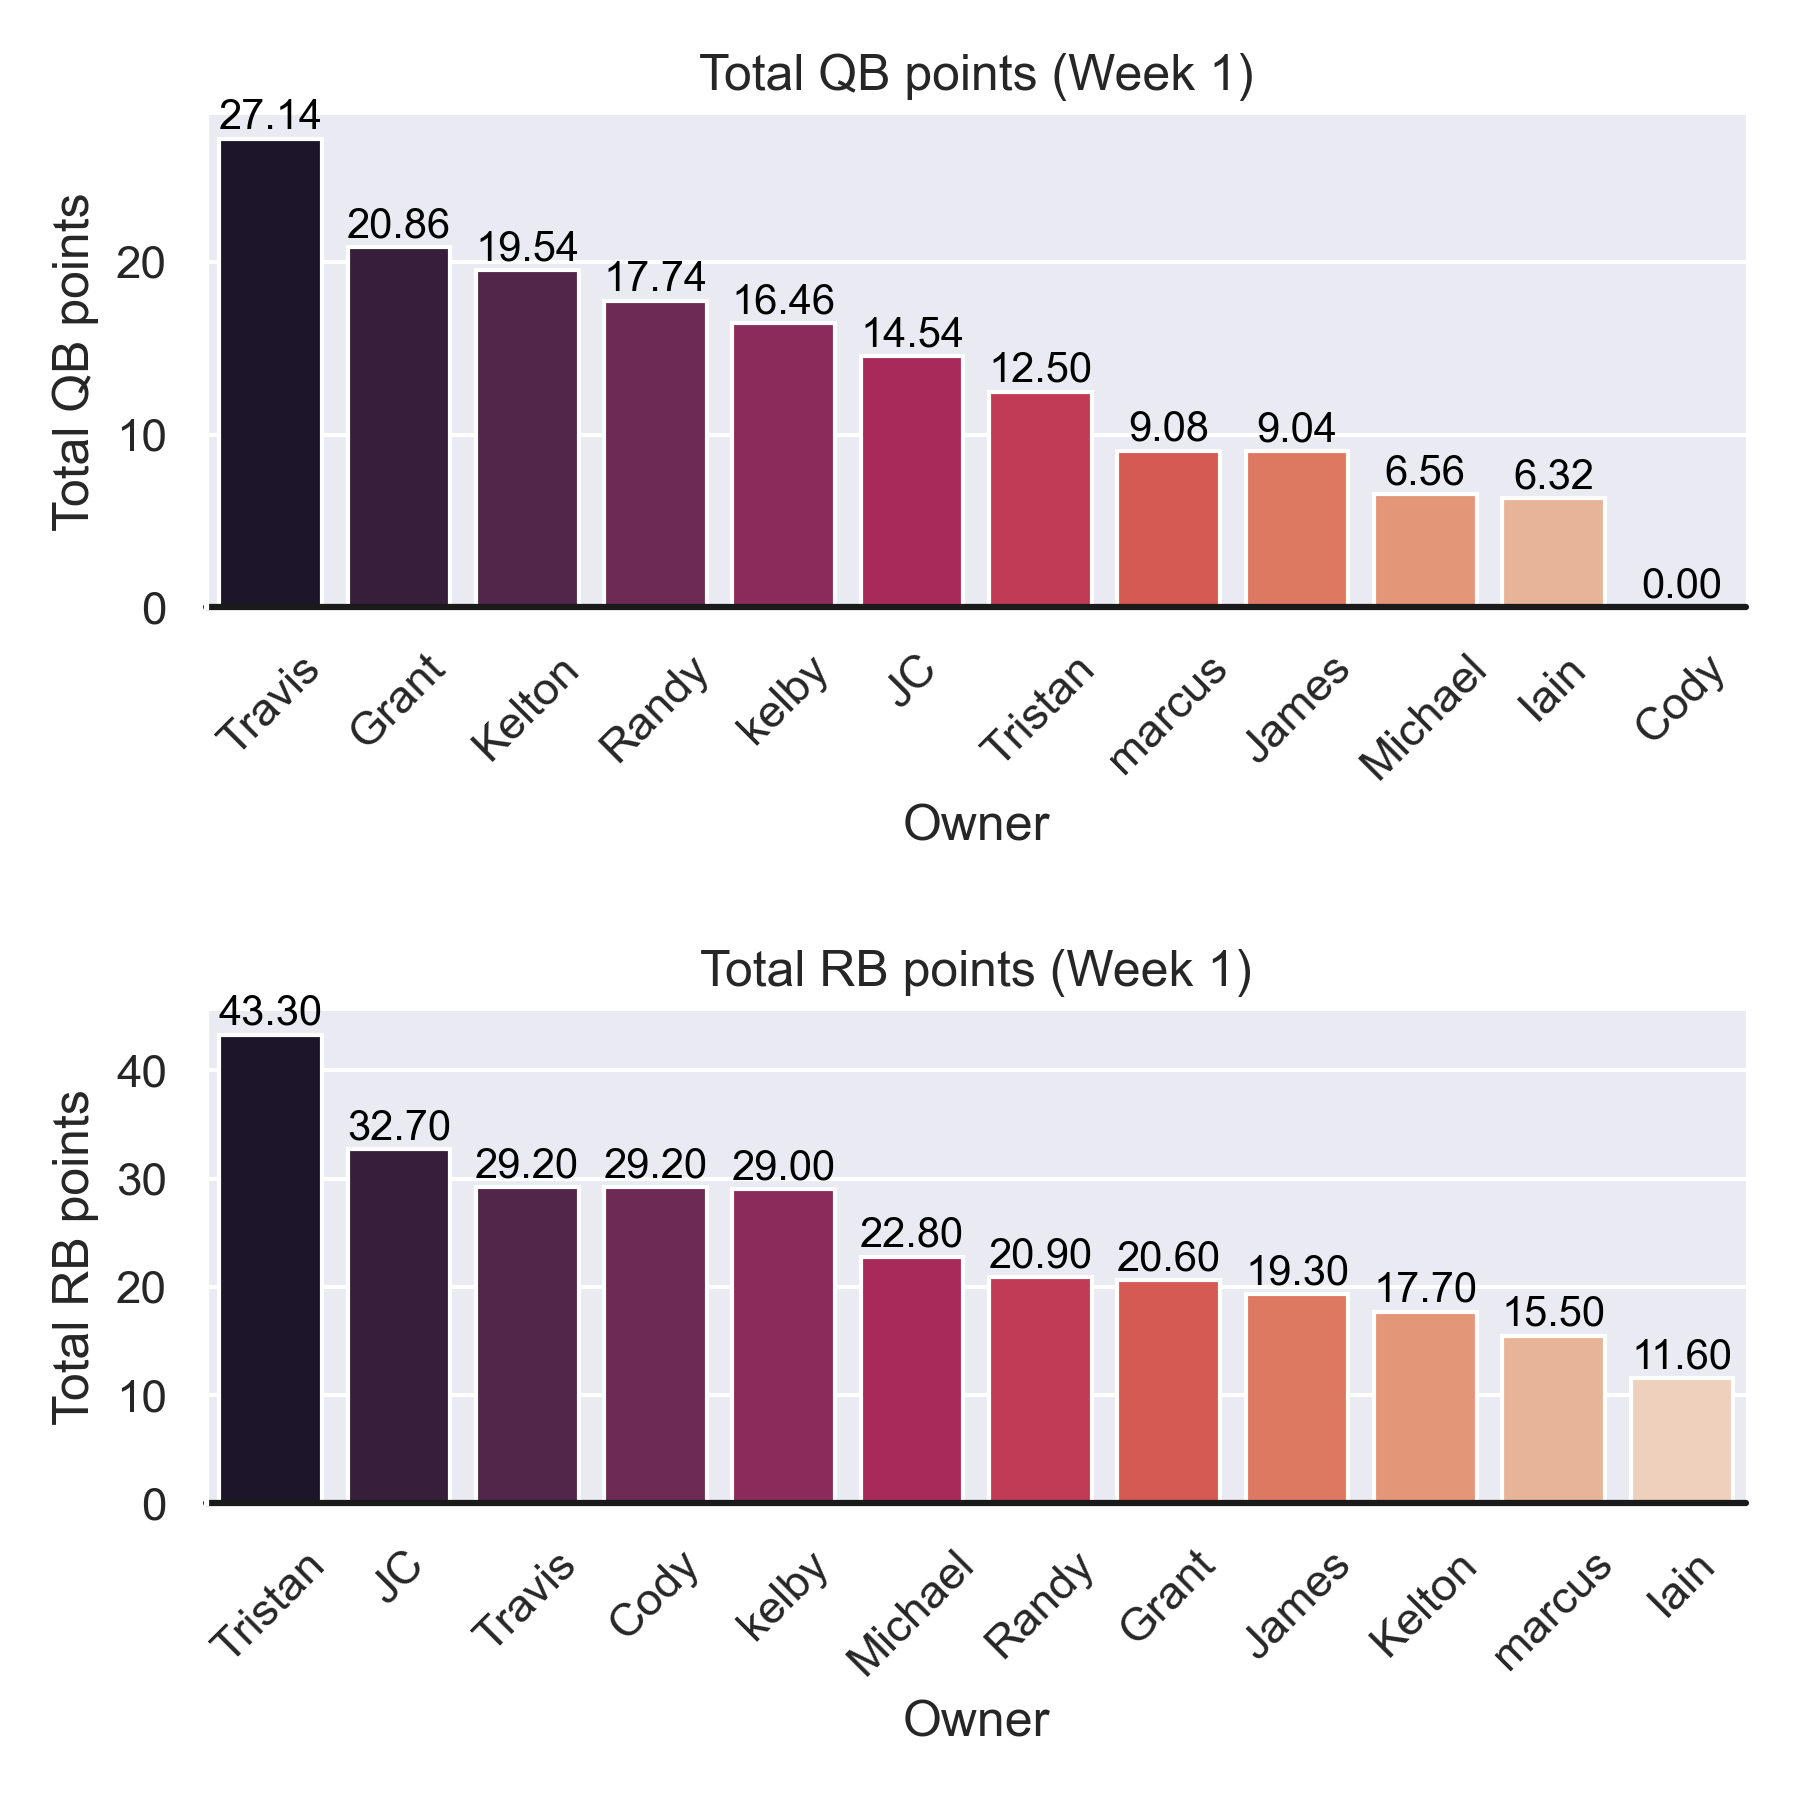 Total QB points (Week 1)
27.14
20.86
19.54
17.74
16.46
14.54
12.50
9.08
9.04
6.56
6.32
0.00
Total QB points
20
10
0
Travis
Grant
Kelton
Randy
kelby
JC
Tristan
marcus
James
Michael
Iain
Cody
Owner
Total RB points (Week 1)
43.30
32.70
29.20
29.20
29.00
22.80
20.90
20.60
19.30
17.70
15.50
11.60
Total RB points
40
30
20
10
0
Tristan
JC
Travis
Cody
kelby
Michael
Randy
Grant
James
Kelton
marcus
Iain
Owner